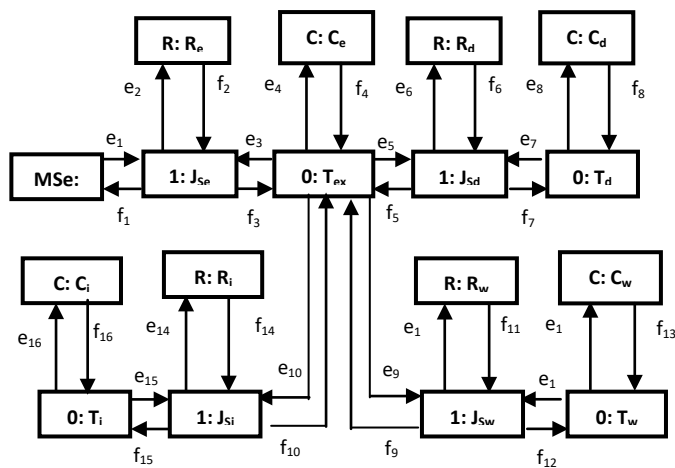 R: Re C: Ce R: Rd C: Cd
e2 f2 e4 f4 e6 f6 e8 f8
e1 e3 e5 e7
MSe: 1: JSe 0: Tex 1: JSd 0: Td
f1 f3 f5 f7
C: Ci R: Ri R: Rw C: Cw
e16 f16 e14 f14 e1 f11 e1 f13
e15 e10 e9 e1
0: Ti 1: JSi 1: JSw 0: Tw
f15 f10 f9 f12